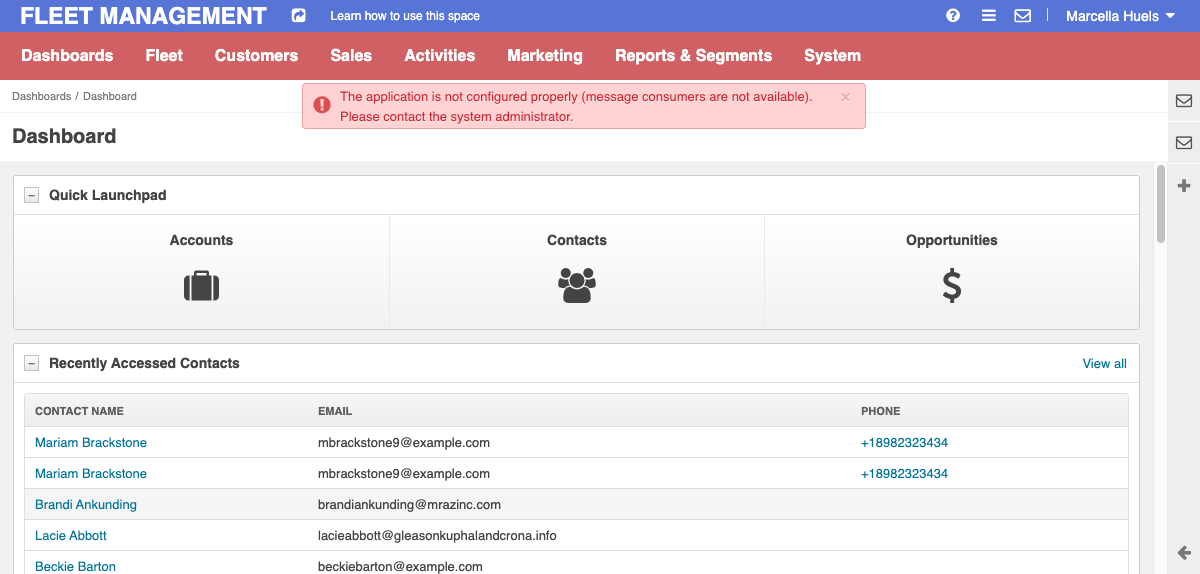 FLEET MANAGEMENT
Learn how to use this space
Marcella Huels
Dashboards
Fleet
Customers
Sales
Activities
Marketing
Reports & Segments
System
Dashboards / Dashboard
The application is not configured properly (message consumers are not available).
Please contact the system administrator.
×
Dashboard
Quick Launchpad
Accounts
Contacts
Opportunities
Recently Accessed Contacts
View all
CONTACT NAME EMAIL PHONE
Mariam Brackstone mbrackstone9@example.com +18982323434
Mariam Brackstone mbrackstone9@example.com +18982323434
Brandi Ankunding brandiankunding@mrazinc.com
Lacie Abbott lacieabbott@gleasonkuphalandcrona.info
Beckie Barton beckiebarton@example.com